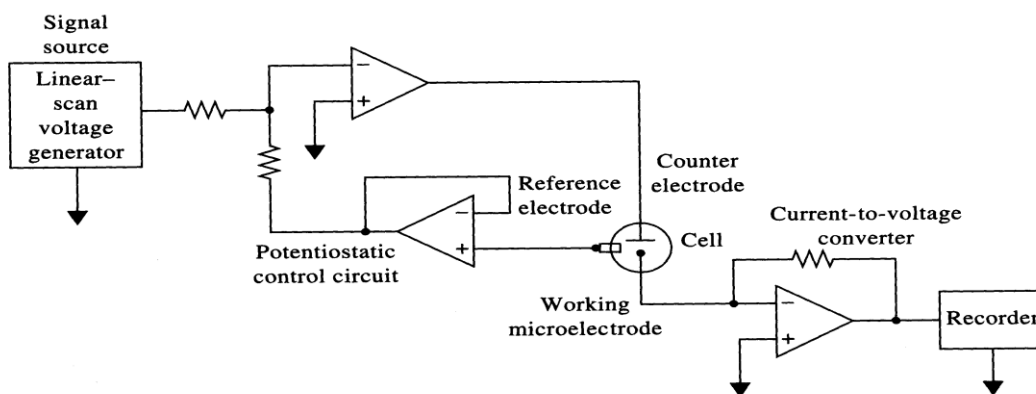 Signal
source
Linear–
scan
voltage
generator
−
+
Counter
electrode
Reference
electrode
−
+
Potentiostatic
control circuit
Cell
Current-to-voltage
converter
Working
microelectrode
−
+
Recorder